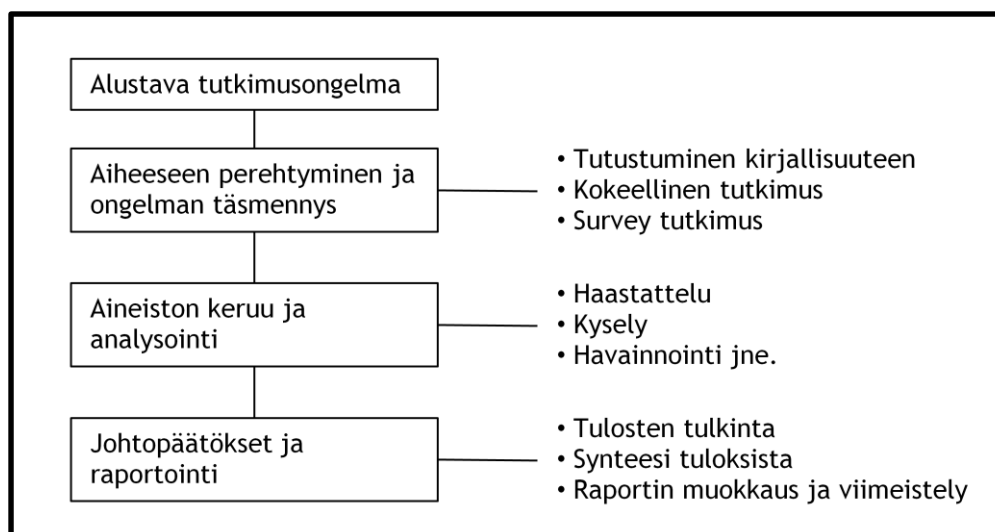 Alustava tutkimusongelma
Aiheeseen perehtyminen ja
ongelman täsmennys
• Tutustuminen kirjallisuuteen
• Kokeellinen tutkimus
• Survey tutkimus
Aineiston keruu ja
analysointi
• Haastattelu
• Kysely
• Havainnointi jne.
Johtopäätökset ja
raportointi
• Tulosten tulkinta
• Synteesi tuloksista
• Raportin muokkaus ja viimeistely